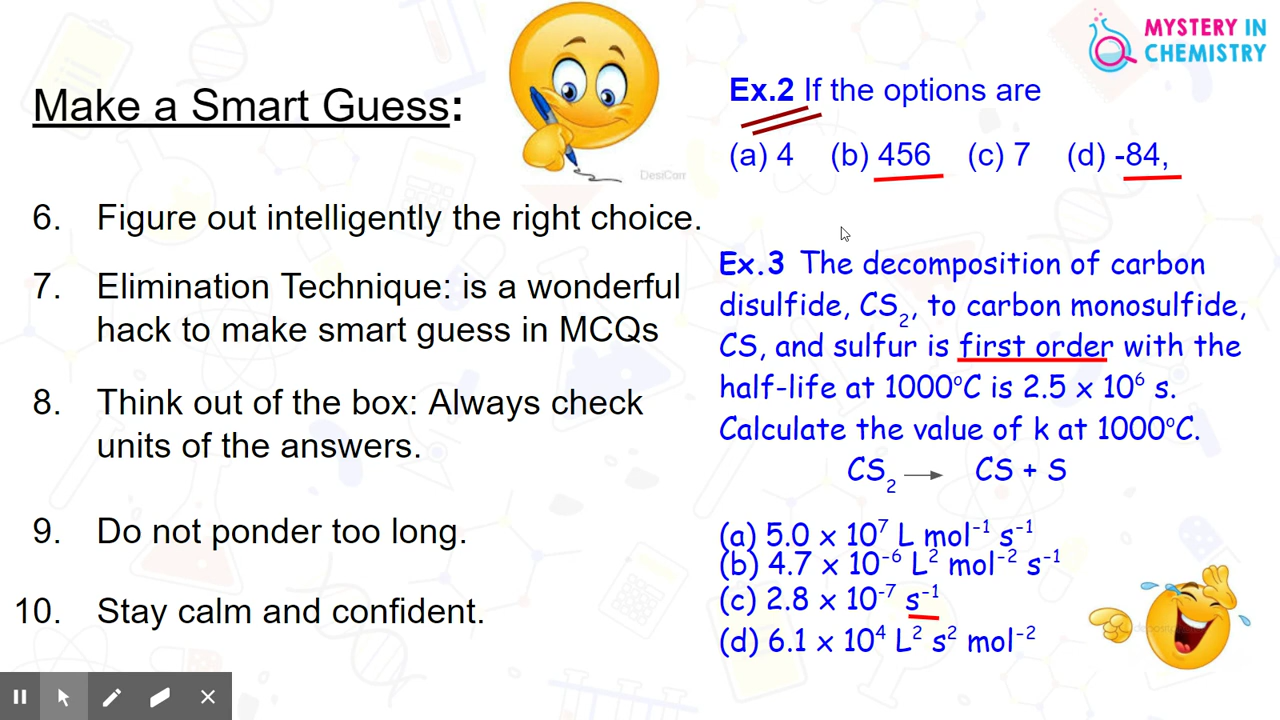 Make a Smart Guess:
6. Figure out intelligently the right choice.
7. Elimination Technique: is a wonderful
hack to make smart guess in MCQs
8. Think out of the box: Always check
units of the answers.
9. Do not ponder too long.
10. Stay calm and confident.
DesiCom
MYSTERY IN
CHEMISTRY
Ex.2 If the options are
(a) 4 (b) 456 (c) 7 (d) -84,
Ex.3 The decomposition of carbon
disulfide, CS₂, to carbon monosulfide,
CS, and sulfur is first order with the
half-life at 1000°C is 2.5 x 10⁶ s.
Calculate the value of k at 1000°C.
CS₂ → CS + S
(a) 5.0 x 10⁷ L mol⁻¹ s⁻¹
(b) 4.7 x 10⁻⁶ L² mol⁻² s⁻¹
(c) 2.8 x 10⁻⁷ s⁻¹
(d) 6.1 x 10⁴ L² s² mol⁻²